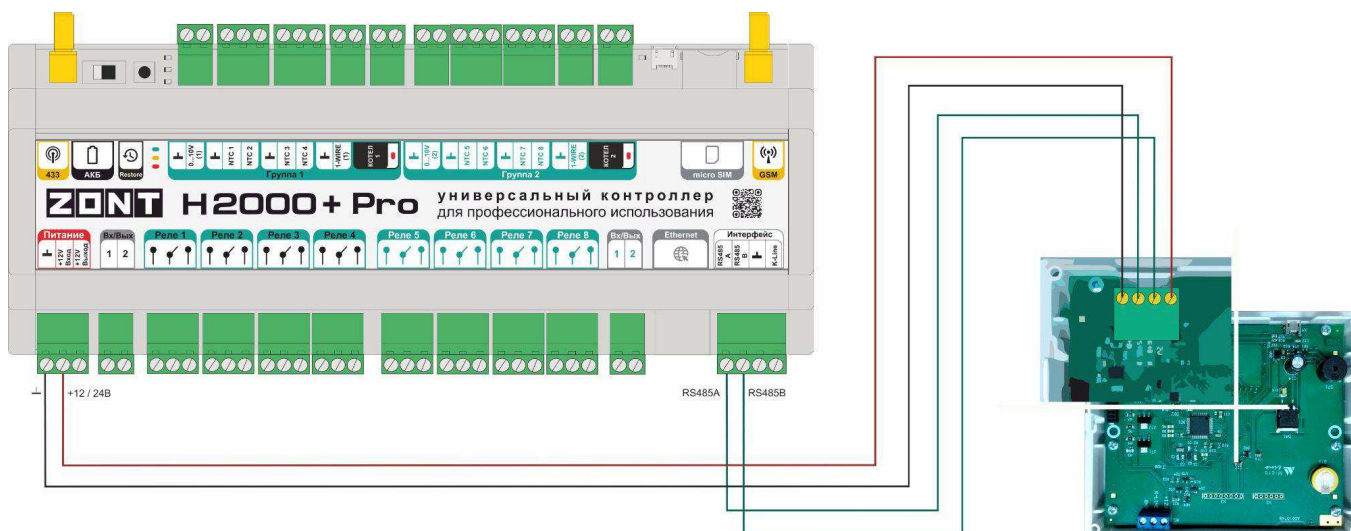 433
АКБ
Restore
0...10V (1)
NTC 1
NTC 2
NTC 3
NTC 4
1-WIRE (1)
КОТЕЛ 1
Группа 1
0...10V (2)
NTC 5
NTC 6
NTC 7
NTC 8
1-WIRE (2)
КОТЕЛ 2
Группа 2
micro SIM
GSM
ZONT H2000+ Pro
универсальный контроллер
для профессионального использования
Питание
+12V Вход
+12V Выход
Вх/Вых
1 2
Реле 1
Реле 2
Реле 3
Реле 4
Реле 5
Реле 6
Реле 7
Реле 8
Вх/Вых
1 2
Ethernet
Интерфейс
RS485 A
RS485 B
K-Line
+12 / 24В
RS485A
RS485B